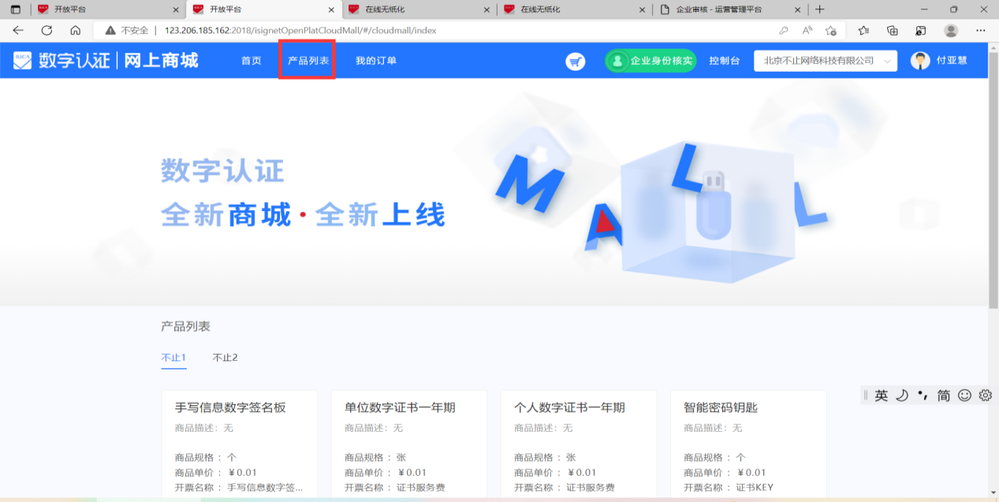 开放平台
开放平台
在线无纸化
在线无纸化
企业审核 - 运营管理平台
不安全 | 123.206.185.162:2018/isignetOpenPlatCloudMall/#/cloudmall/index
BJCA 数字认证 | 网上商城
首页
产品列表
我的订单
企业身份核实
控制台
北京不止网络科技有限公司
付亚慧
数字认证
全新商城·全新上线
M A L L
产品列表
不止1 不止2
手写信息数字签名板
商品描述：无
商品规格 ： 个
商品单价 ： ￥0.01
开票名称 ： 手写信息数字签...
单位数字证书一年期
商品描述：无
商品规格 ： 张
商品单价 ： ￥0.01
开票名称 ： 证书服务费
个人数字证书一年期
商品描述：无
商品规格 ： 张
商品单价 ： ￥0.01
开票名称 ： 证书服务费
智能密码钥匙
商品描述：无
商品规格 ： 个
商品单价 ： ￥0.01
开票名称 ： 证书KEY
英 简